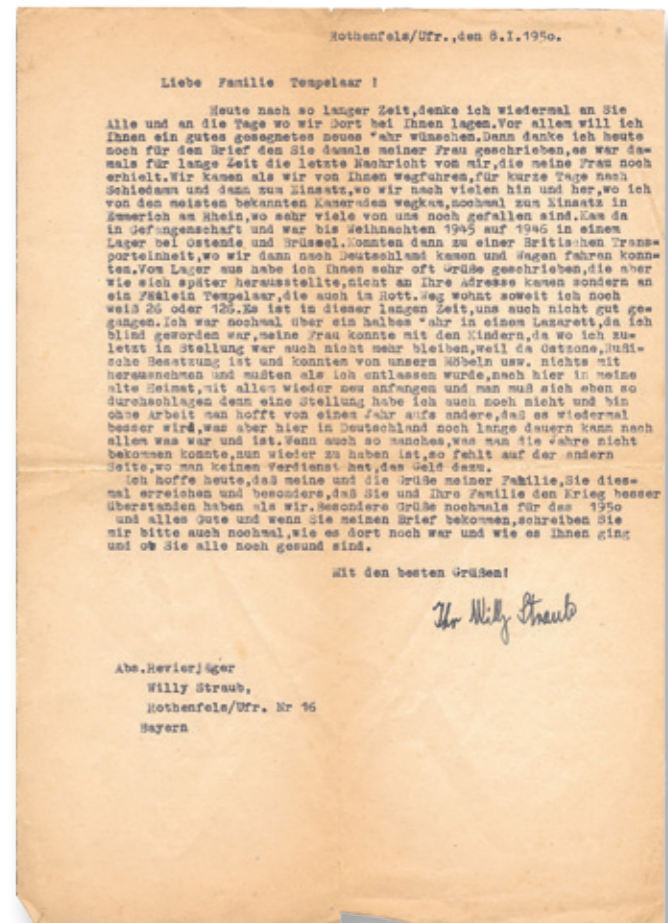 Rothenfels/Ufr.,den 8.I.1950.
Liebe Familie Tempelaar !
Heute nach so langer Zeit,denke ich wiedermal an Sie
Alle und an die Tage wo wir Dort bei Ihnen lagen.Vor allem will ich
Ihnen ein gutes gesegnetes neues "ahr wünschen.Dann danke ich heute
noch für den Brief den Sie damals meiner Frau geschrieben,es war da=
mals für lange Zeit die letzte Nachricht von mir,die meine Frau noch
erhielt.Wir kamen als wir von Ihnen wegfuhren,für kurze Tage nach
Schiedamm und dann zum Einsatz,wo wir nach vielen hin und her,wo ich
von den meisten bekannten Kameraden wegkam,nochmal zum Einsatz in
Emmerich am Rhein,wo sehr viele von uns noch gefallen sind.Kam da
in Gefangenschaft und war bis Weihnachten 1945 auf 1946 in einem
Lager bei Ostende und Brüssel.Konnten dann zu einer Britischen Trans=
porteinheit,wo wir dann nach Deutschland kamen und Wagen fahren konn=
ten.Vom Lager aus habe ich Ihnen sehr oft Grüße geschrieben,die aber
wie sich später herausstellte,nicht an Ihre Adresse kamen sondern an
ein Fräulein Tempelaar,die auch im Rott.Weg wohnt soweit ich noch
weiß 26 oder 126.Es ist in dieser langen Zeit,uns auch nicht gut ge=
gangen.Ich war nochmal über ein halbes "ahr in einem Lazarett,da ich
blind geworden war,meine Frau konnte mit den Kindern,da wo ich zu=
letzt in Stellung war auch nicht mehr bleiben,weil da Ostzone,Rußi=
sche Besatzung ist und konnten von unsern Möbeln usw. nichts mit
herausnehmen und mußten als ich entlassen wurde,nach hier in meine
alte Heimat,mit allem wieder neu anfangen und man muß sich eben so
durchschlagen denn eine Stellung habe ich auch noch nicht und bin
ohne Arbeit man hofft von einem Jahr aufs andere,daß es wiedermal
besser wird,was aber hier in Deutschland noch lange dauern kann nach
allem was war und ist.Wenn auch so manches,was man die Jahre nicht
bekommen konnte,nun wieder zu haben ist,so fehlt auf der andern
Seite,wo man keinen Verdienst hat,das Geld dazu.
Ich hoffe heute,daß meine und die Grüße meiner Familie,Sie dies=
mal erreichen und besonders,daß Sie und Ihre Familie den Krieg besser
überstanden haben als wir.Besondere Grüße nochmals für das 1950
und alles Gute und wenn Sie meinen Brief bekommen,schreiben Sie
mir bitte auch nochmal,wie es dort noch war und wie es Ihnen ging
und ob Sie alle noch gesund sind.
Mit den besten Grüßen!
Ihr Willy Straub
Abs.Revierjäger
Willy Straub,
Rothenfels/Ufr. Nr 16
Bayern